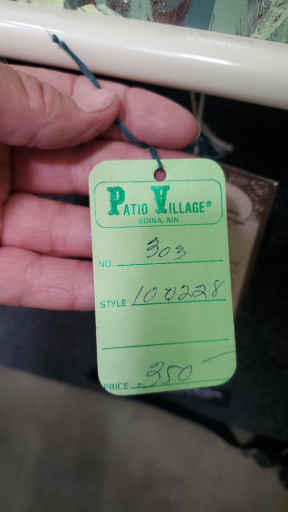 PATIO VILLAGE®
EDINA, MN.
NO. 303
STYLE 100228
PRICE 350